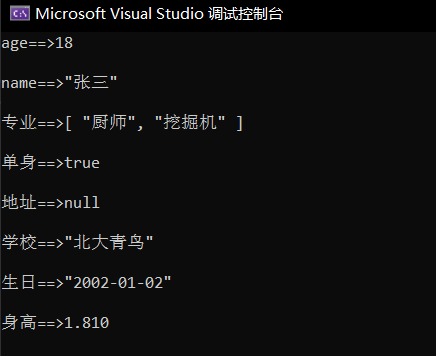 Microsoft Visual Studio 调试控制台
age==>18
name==>"张三"
专业==>[ "厨师", "挖掘机" ]
单身==>true
地址==>null
学校==>"北大青鸟"
生日==>"2002-01-02"
身高==>1.810